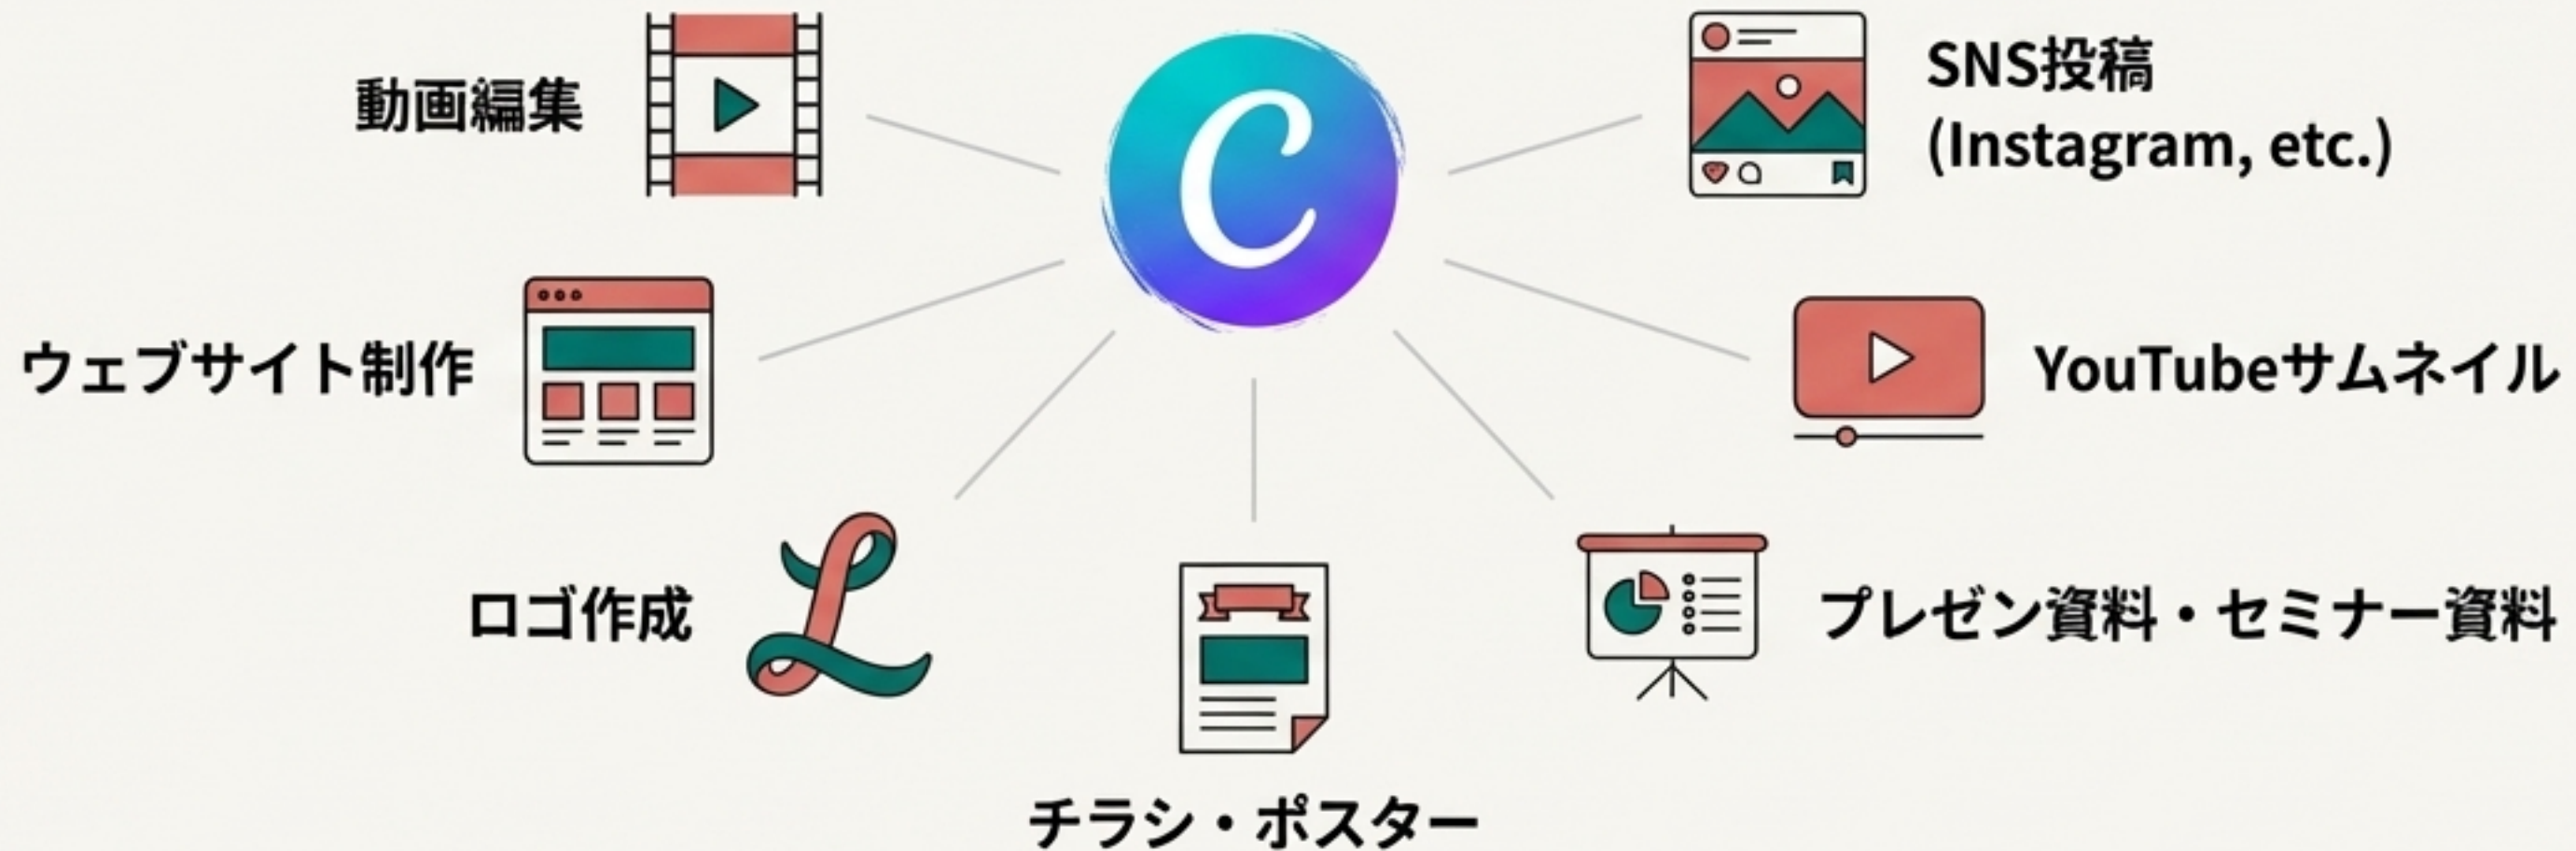 動画編集
SNS投稿
(Instagram, etc.)
C
ウェブサイト制作
YouTubeサムネイル
ロゴ作成
プレゼン資料・セミナー資料
チラシ・ポスター